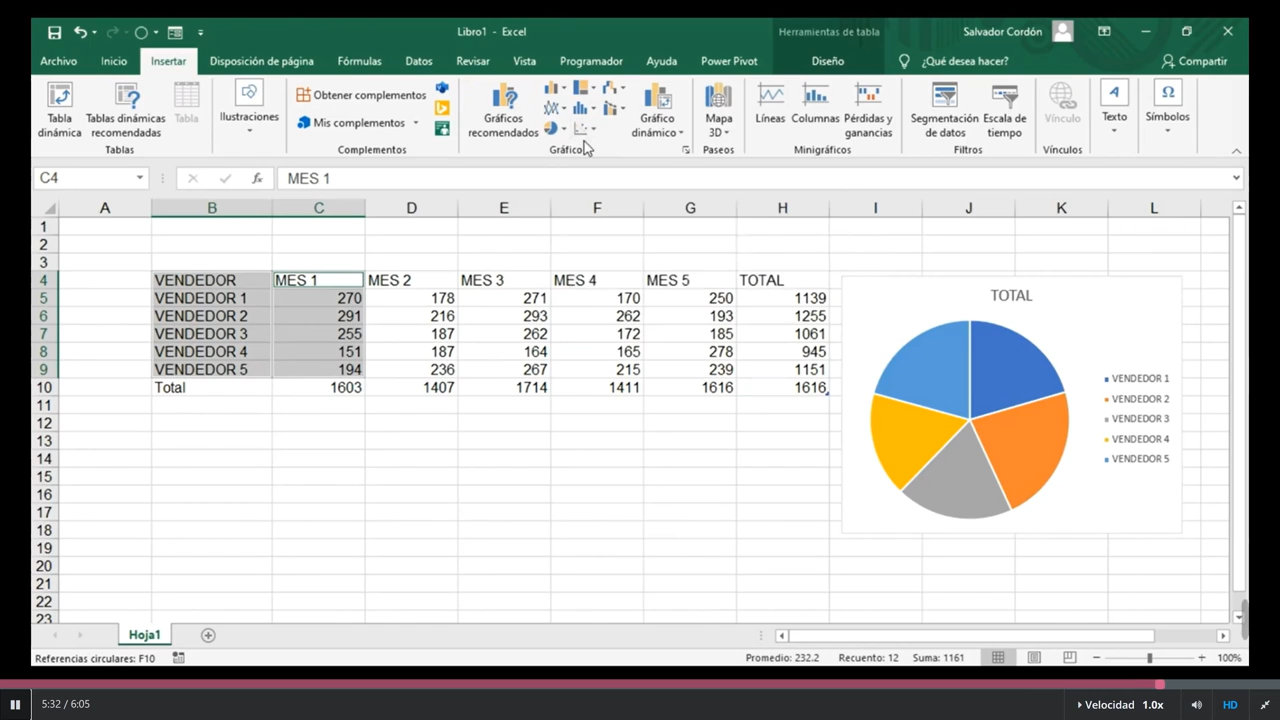 Libro1 - Excel
Herramientas de tabla
Salvador Cordón
Archivo Inicio Insertar Disposición de página Fórmulas Datos Revisar Vista Programador Ayuda Power Pivot Diseño ¿Qué desea hacer? Compartir
Tabla dinámica
Tablas dinámicas recomendadas
Tabla
Tablas
Ilustraciones
Obtener complementos
Mis complementos
Complementos
Gráficos recomendados
Gráfico dinámico
Mapa 3D
Paseos
Líneas
Columnas
Pérdidas y ganancias
Minigráficos
Segmentación de datos
Escala de tiempo
Filtros
Vínculo
Vínculos
Texto
Símbolos
C4 fx MES 1
A B C D E F G H I J K L
1
2
3
4 VENDEDOR MES 1 MES 2 MES 3 MES 4 MES 5 TOTAL
5 VENDEDOR 1 270 178 271 170 250 1139
6 VENDEDOR 2 291 216 293 262 193 1255
7 VENDEDOR 3 255 187 262 172 185 1061
8 VENDEDOR 4 151 187 164 165 278 945
9 VENDEDOR 5 194 236 267 215 239 1151
10 Total 1603 1407 1714 1411 1616 1616
11
12
13
14
15
16
17
18
19
20
21
22
23
TOTAL
VENDEDOR 1
VENDEDOR 2
VENDEDOR 3
VENDEDOR 4
VENDEDOR 5
Hoja1
Referencias circulares: F10
Promedio: 232.2 Recuento: 12 Suma: 1161
100%
5:32 / 6:05
Velocidad 1.0x HD